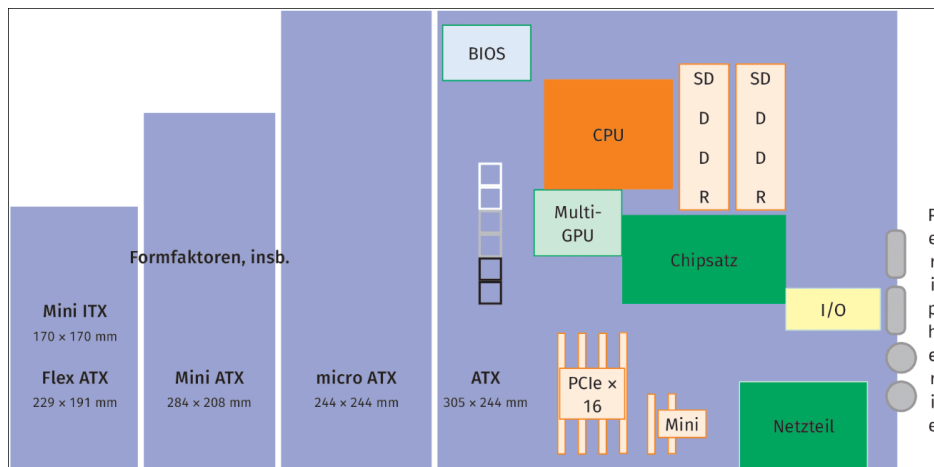 BIOS
SD
D
D
R
SD
D
D
R
CPU
Multi-
GPU
Chipsatz
I/O
P
e
r
i
p
h
e
r
i
e
Formfaktoren, insb.
Mini ITX
170 × 170 mm
Flex ATX
229 × 191 mm
Mini ATX
284 × 208 mm
micro ATX
244 × 244 mm
ATX
305 × 244 mm
PCIe ×
16
Mini
Netzteil